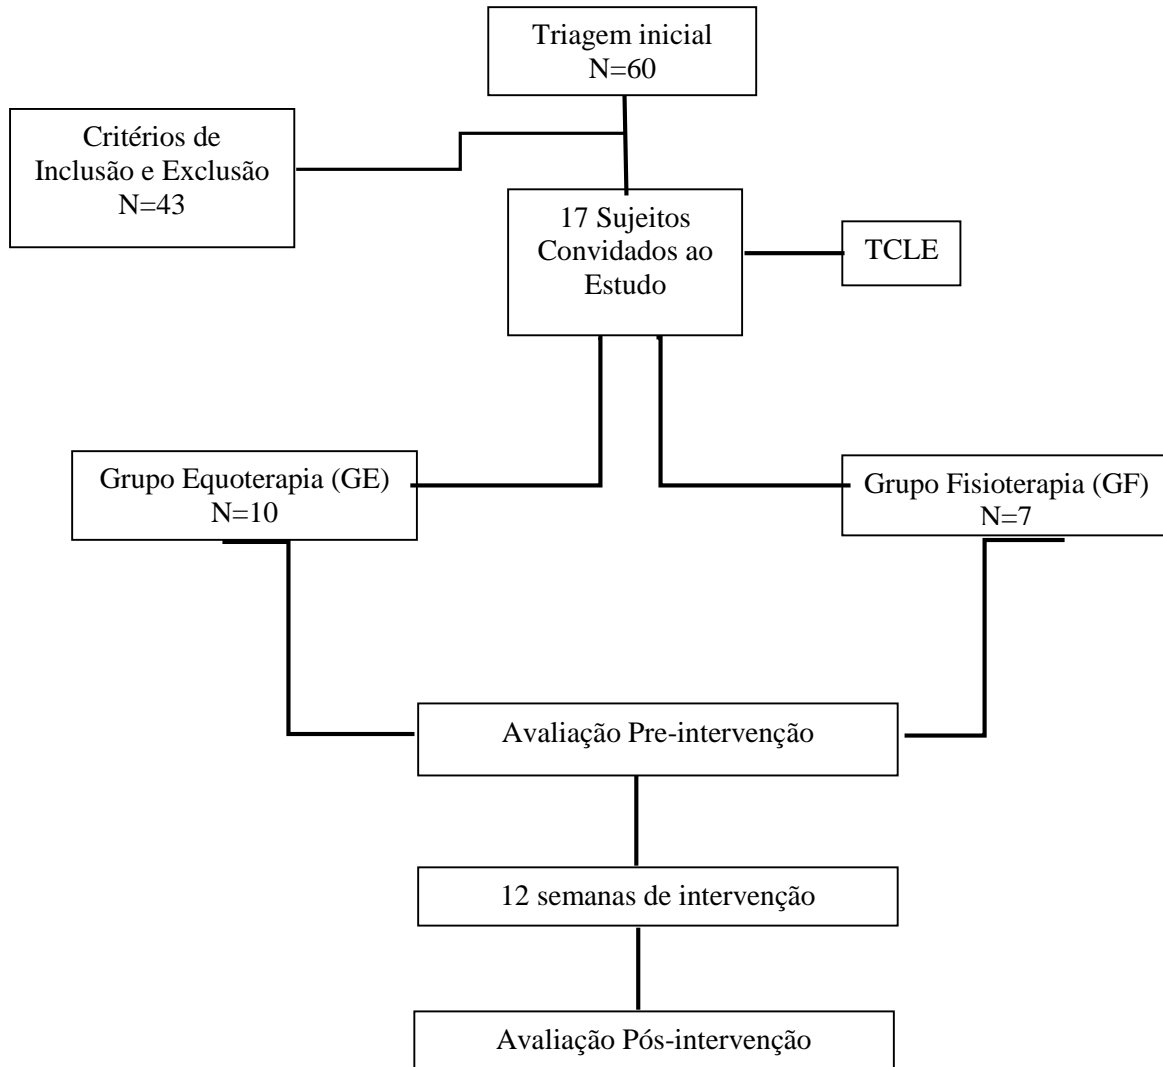 Triagem inicial
N=60
Critérios de
Inclusão e Exclusão
N=43
17 Sujeitos
Convidados ao
Estudo
TCLE
Grupo Equoterapia (GE)
N=10
Grupo Fisioterapia (GF)
N=7
Avaliação Pre-intervenção
12 semanas de intervenção
Avaliação Pós-intervenção